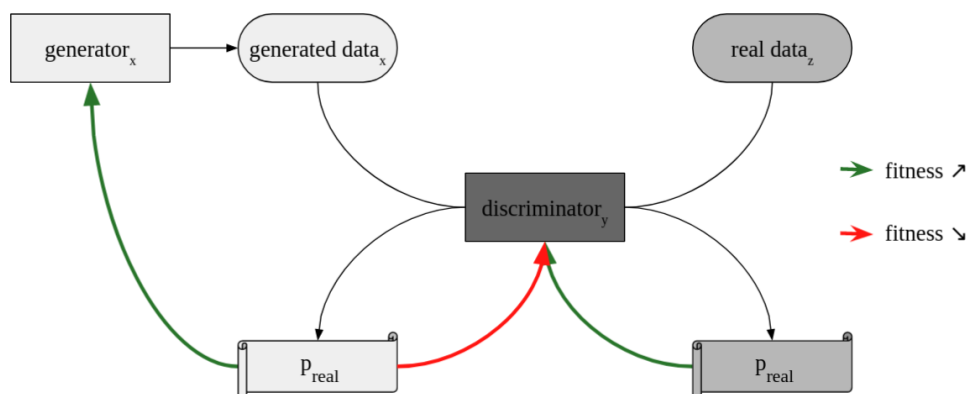 generator_x
generated data_x
real data_z
fitness ↗
discriminator_y
fitness ↘
p_real
p_real